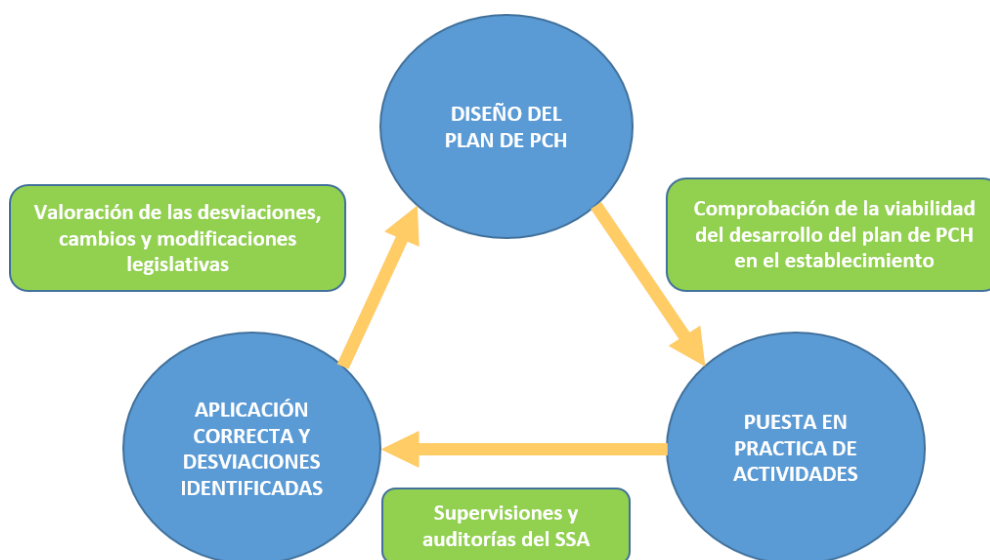 DISEÑO DEL
PLAN DE PCH
Valoración de las desviaciones,
cambios y modificaciones
legislativas
Comprobación de la viabilidad
del desarrollo del plan de PCH
en el establecimiento
APLICACIÓN
CORRECTA Y
DESVIACIONES
IDENTIFICADAS
PUESTA EN
PRACTICA DE
ACTIVIDADES
Supervisiones y
auditorías del SSA